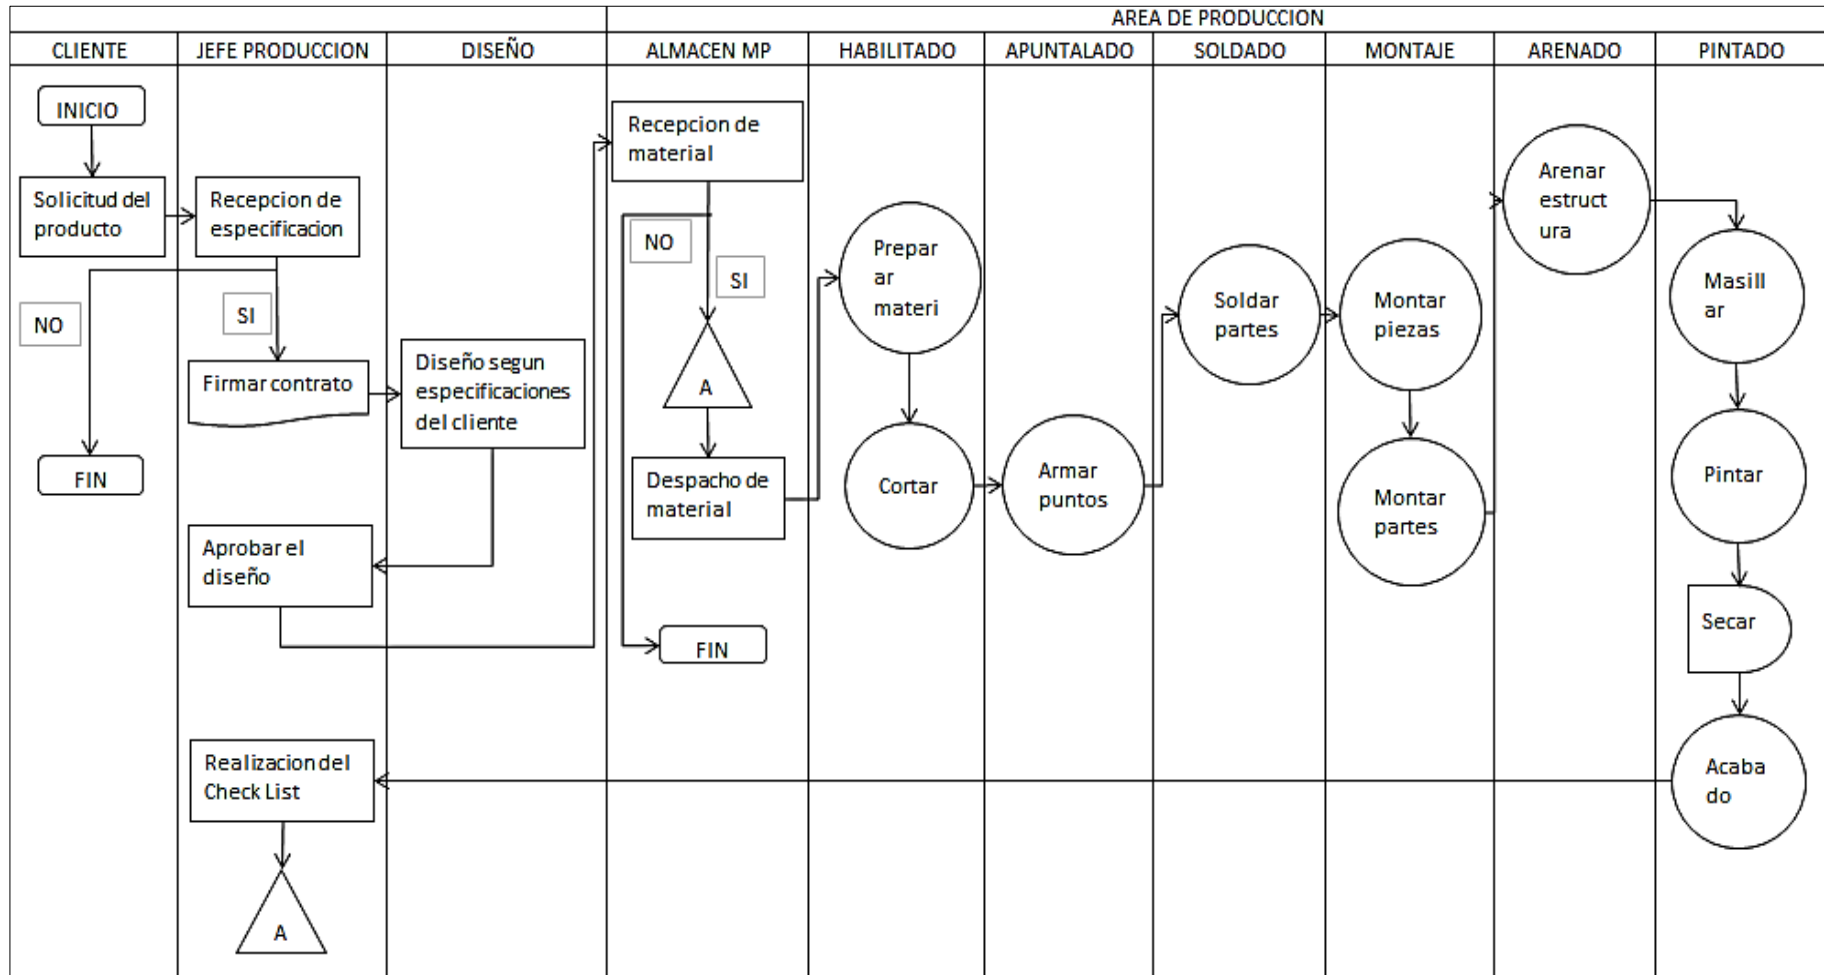 AREA DE PRODUCCION
CLIENTE
JEFE PRODUCCION
DISEÑO
ALMACEN MP
HABILITADO
APUNTALADO
SOLDADO
MONTAJE
ARENADO
PINTADO
INICIO
Solicitud del
producto
NO
FIN
Recepcion de
especificacion
SI
Firmar contrato
Aprobar el
diseño
Realizacion del
Check List
A
Diseño segun
especificaciones
del cliente
Recepcion de
material
NO
SI
A
Despacho de
material
FIN
Prepar
ar
materi
Cortar
Armar
puntos
Soldar
partes
Montar
piezas
Montar
partes
Arenar
estruct
ura
Masill
ar
Pintar
Secar
Acaba
do